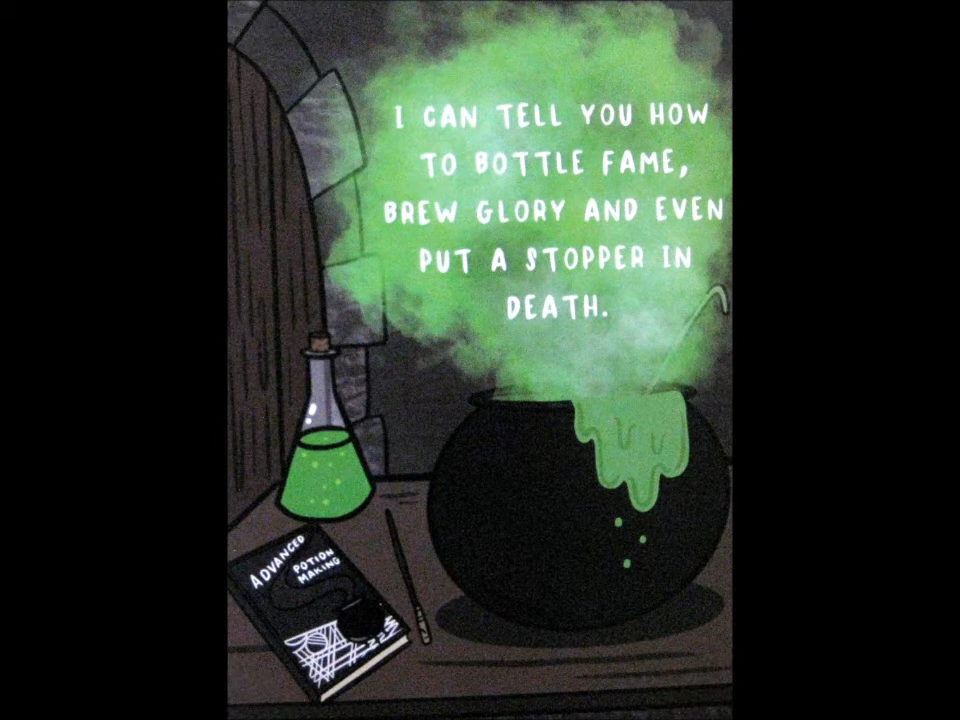 I CAN TELL YOU HOW
TO BOTTLE FAME,
BREW GLORY AND EVEN
PUT A STOPPER IN
DEATH.
ADVANCED
POTION
MAKING